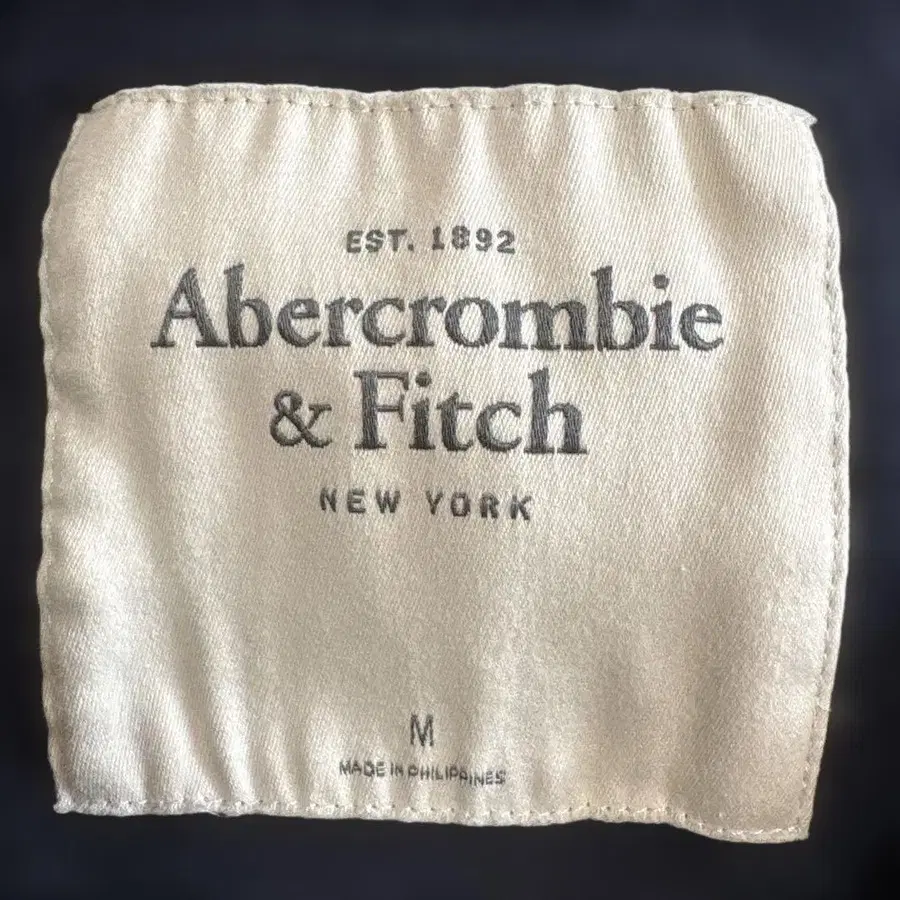 EST. 1892
Abercrombie
& Fitch
NEW YORK
M
MADE IN PHILIPPINES